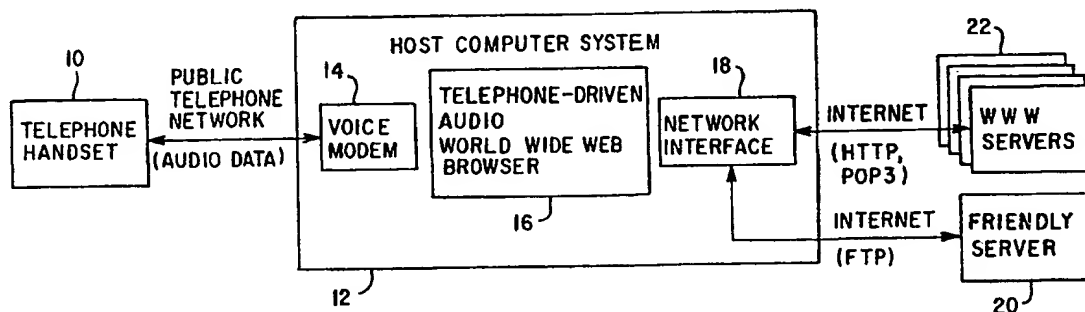 10
PUBLIC
TELEPHONE
NETWORK
(AUDIO DATA)
TELEPHONE
HANDSET
HOST COMPUTER SYSTEM
14
VOICE
MODEM
TELEPHONE-DRIVEN
AUDIO
WORLD WIDE WEB
BROWSER
16
18
NETWORK
INTERFACE
12
INTERNET
(HTTP,
POP3)
22
WWW
SERVERS
INTERNET
(FTP)
FRIENDLY
SERVER
20